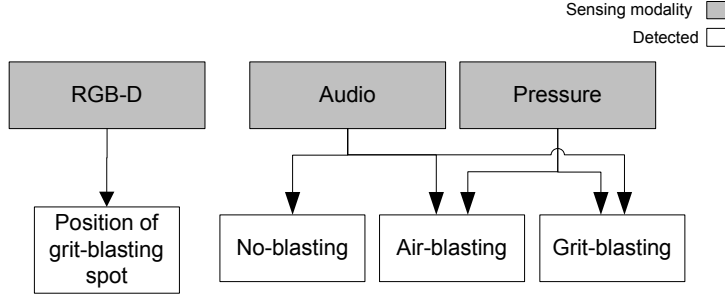 Sensing modality
Detected
RGB-D
Audio
Pressure
Position of
grit-blasting
spot
No-blasting
Air-blasting
Grit-blasting